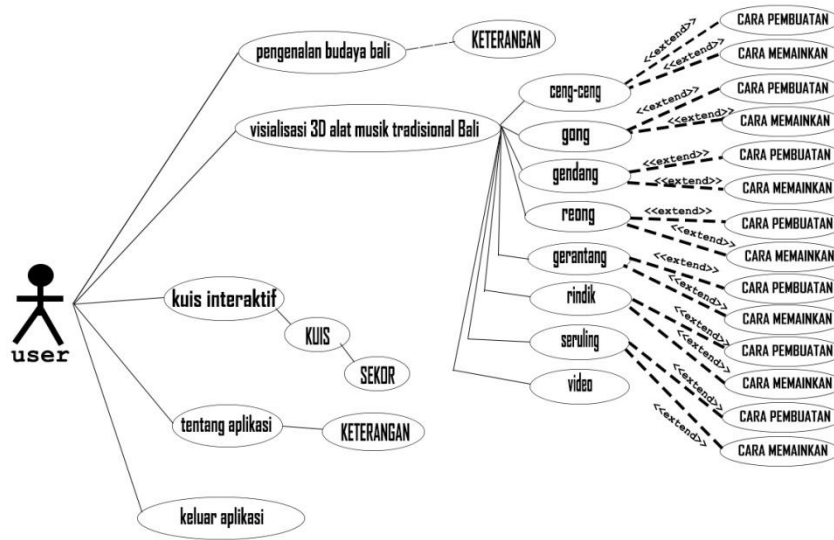 pengenalan budaya bali
KETERANGAN
visialisasi 3D alat musik tradisional Bali
ceng-ceng
<<extend>>
CARA PEMBUATAN
<<extend>>
CARA MEMAINKAN
gong
<<extend>>
CARA PEMBUATAN
<<extend>>
CARA MEMAINKAN
gendang
<<extend>>
CARA PEMBUATAN
<<extend>>
CARA MEMAINKAN
reong
<<extend>>
CARA PEMBUATAN
<<extend>>
CARA MEMAINKAN
gerantang
<<extend>>
CARA PEMBUATAN
<<extend>>
CARA MEMAINKAN
rindik
<<extend>>
CARA PEMBUATAN
<<extend>>
CARA MEMAINKAN
seruling
<<extend>>
CARA PEMBUATAN
<<extend>>
CARA MEMAINKAN
video
user
kuis interaktif
KUIS
SEKOR
tentang aplikasi
KETERANGAN
keluar aplikasi